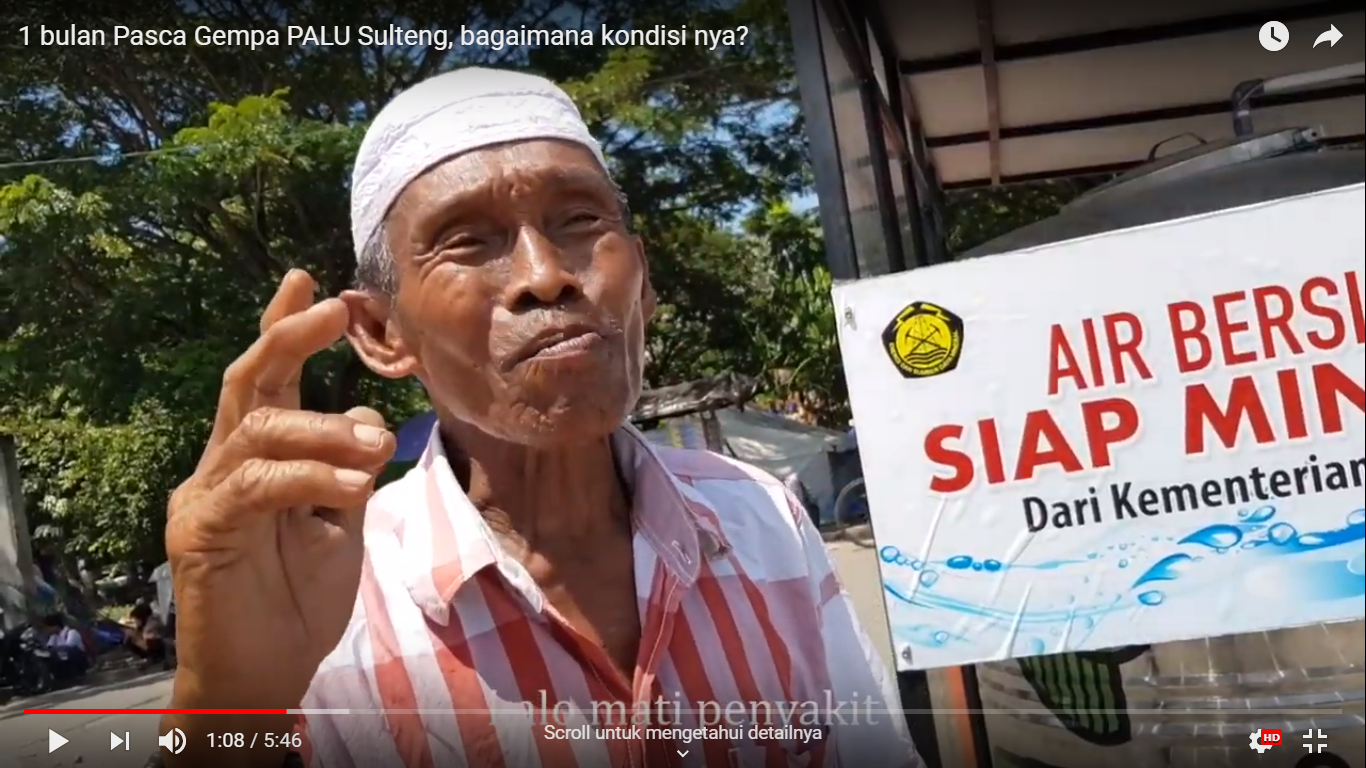 1 bulan Pasca Gempa PALU Sulteng, bagaimana kondisi nya?
AIR BERSI
SIAP MIN
Dari Kementerian
kalo mati penyakit
Scroll untuk mengetahui detailnya
1:08 / 5:46
HD